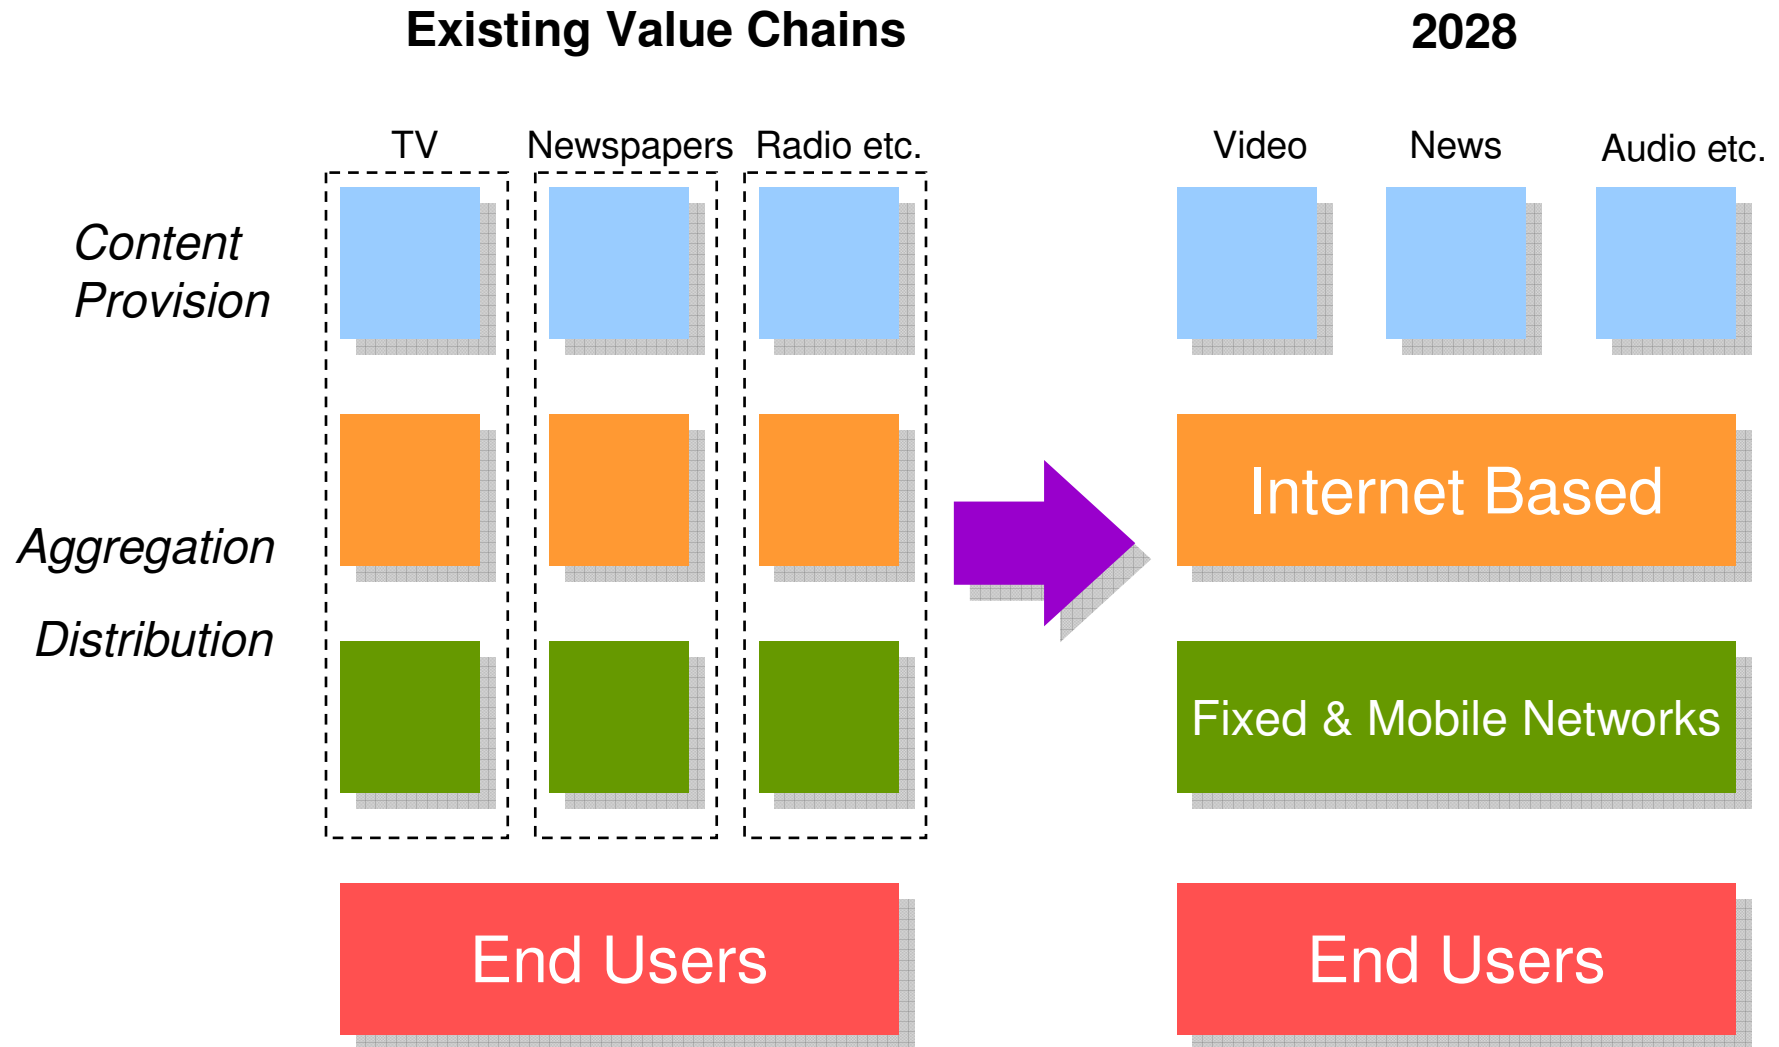 Existing Value Chains
2028
TV
Newspapers
Radio etc.
Video
News
Audio etc.
Content
Provision
Aggregation
Internet Based
Distribution
Fixed & Mobile Networks
End Users
End Users